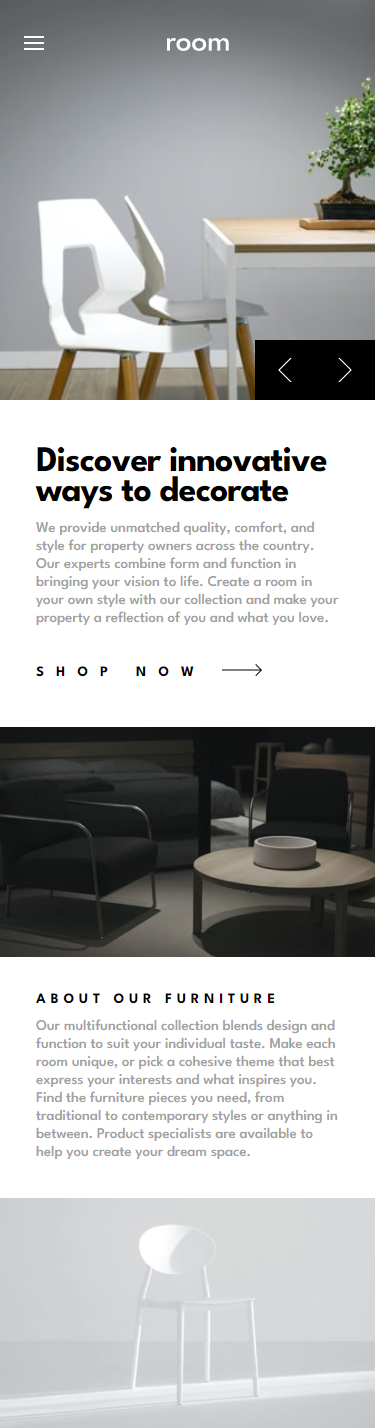 room
Discover innovative
ways to decorate
We provide unmatched quality, comfort, and
style for property owners across the country.
Our experts combine form and function in
bringing your vision to life. Create a room in
your own style with our collection and make your
property a reflection of you and what you love.
SHOP NOW
ABOUT OUR FURNITURE
Our multifunctional collection blends design and
function to suit your individual taste. Make each
room unique, or pick a cohesive theme that best
express your interests and what inspires you.
Find the furniture pieces you need, from
traditional to contemporary styles or anything in
between. Product specialists are available to
help you create your dream space.